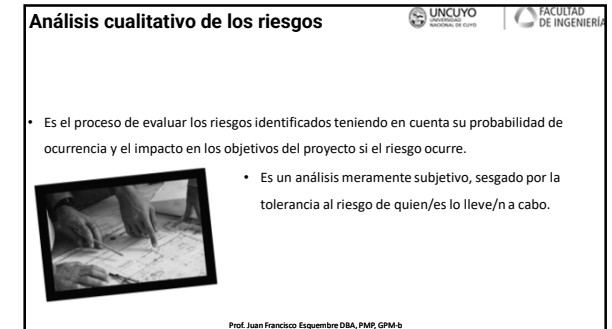 Análisis cualitativo de los riesgos
UNCUYO
UNIVERSIDAD
NACIONAL DE CUYO
FACULTAD
DE INGENIERÍA
• Es el proceso de evaluar los riesgos identificados teniendo en cuenta su probabilidad de
ocurrencia y el impacto en los objetivos del proyecto si el riesgo ocurre.
• Es un análisis meramente subjetivo, sesgado por la
tolerancia al riesgo de quien/es lo lleve/n a cabo.
Prof. Juan Francisco Esquembre DBA, PMP, GPM-b